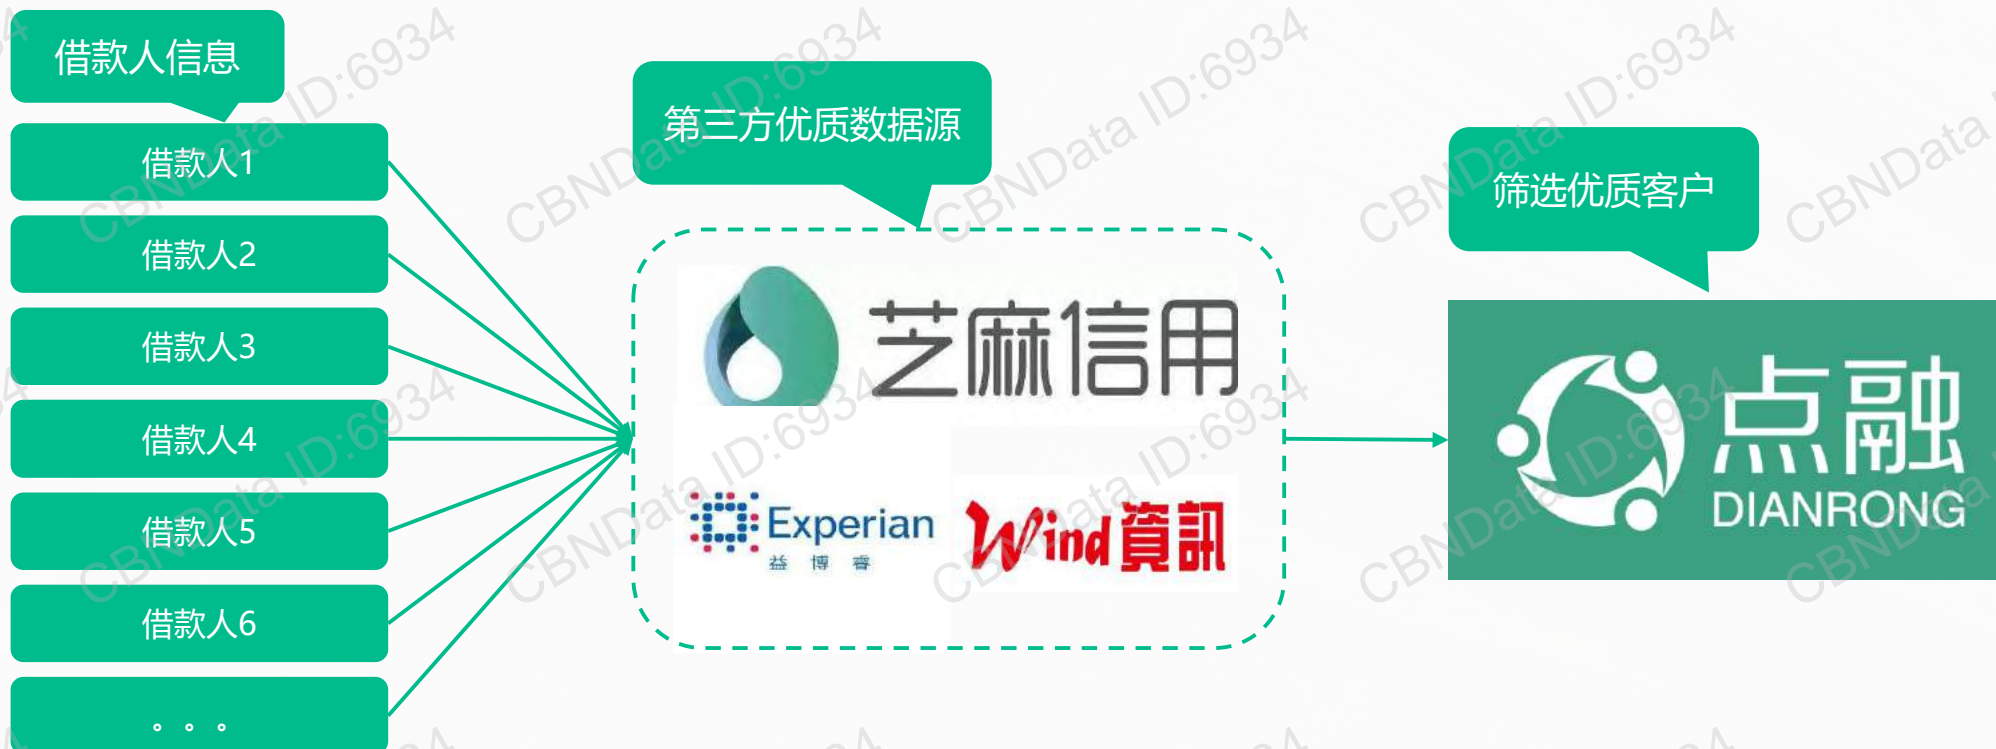 借款人信息
借款人1
借款人2
借款人3
借款人4
借款人5
借款人6
。。。
第三方优质数据源
芝麻信用
Experian
益博睿
Wind資訊
筛选优质客户
点融
DIANRONG
CBNData ID:6934